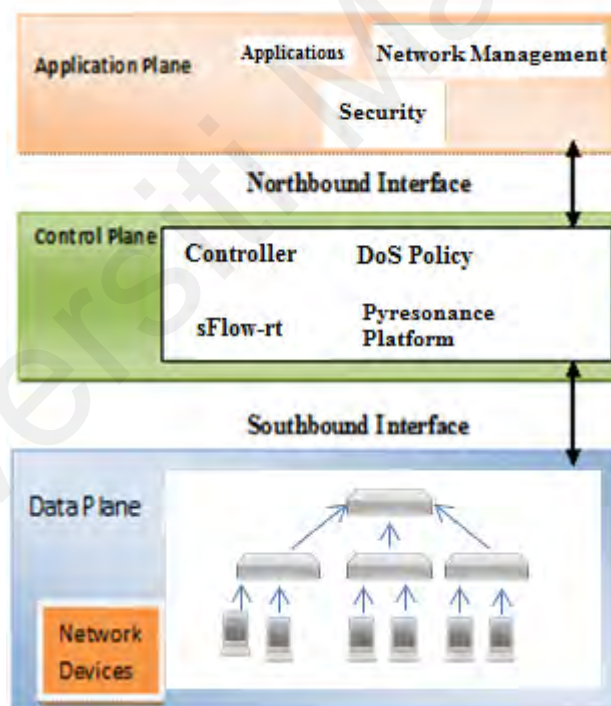 Application Plane
Applications
Network Management
Security
Northbound Interface
Control Plane
Controller
DoS Policy
sFlow-rt
Pyresonance
Platform
Southbound Interface
Data Plane
Network
Devices